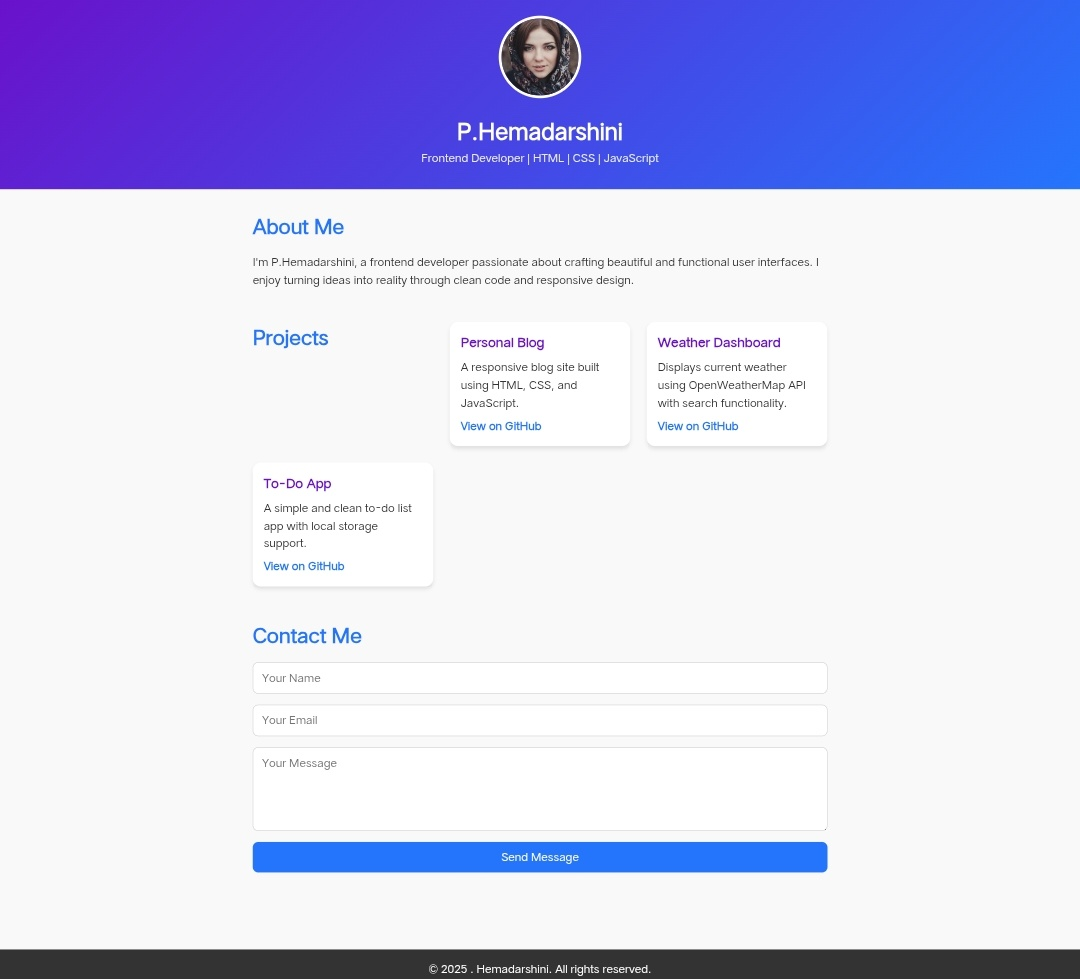 P.Hemadarshini
Frontend Developer | HTML | CSS | JavaScript
About Me
I'm P.Hemadarshini, a frontend developer passionate about crafting beautiful and functional user interfaces. I
enjoy turning ideas into reality through clean code and responsive design.
Projects
Personal Blog
A responsive blog site built
using HTML, CSS, and
JavaScript.
View on GitHub
Weather Dashboard
Displays current weather
using OpenWeatherMap API
with search functionality.
View on GitHub
To-Do App
A simple and clean to-do list
app with local storage
support.
View on GitHub
Contact Me
Your Name
Your Email
Your Message
Send Message
© 2025 . Hemadarshini. All rights reserved.